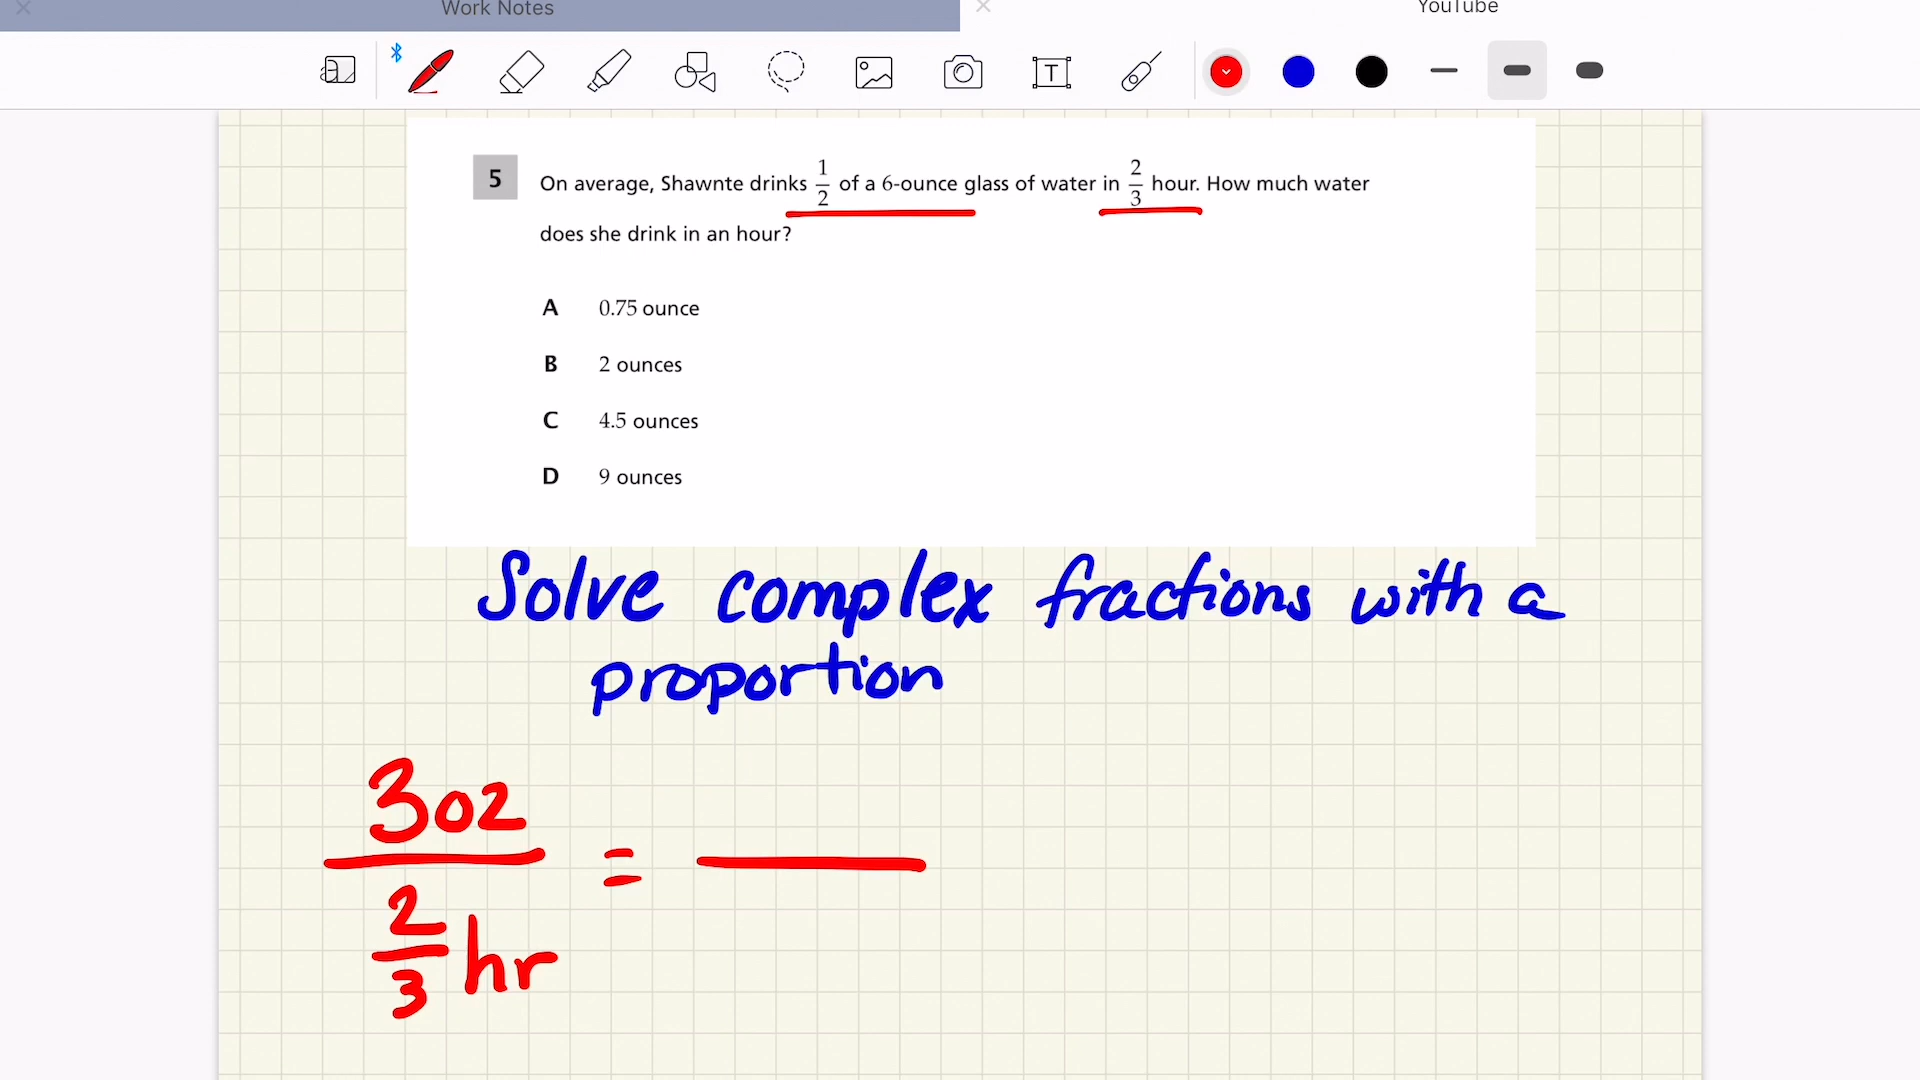 Work Notes
YouTube
T
5 On average, Shawnte drinks 1/2 of a 6-ounce glass of water in 2/3 hour. How much water
does she drink in an hour?
A 0.75 ounce
B 2 ounces
C 4.5 ounces
D 9 ounces
Solve complex fractions with a
proportion
3oz
=
2/3 hr